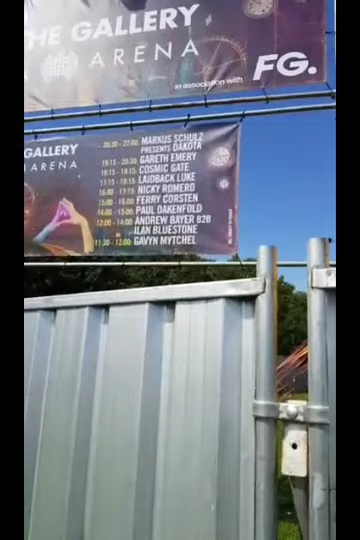 THE GALLERY
ARENA
in association with FG.
GALLERY
ARENA
20:30 - 22:00: MARKUS SCHULZ
PRESENTS DAKOTA
19:15 - 20:30: GARETH EMERY
18:15 - 19:15: COSMIC GATE
17:15 - 18:15: LAIDBACK LUKE
16:00 - 17:15: NICKY ROMERO
15:00 - 16:00: FERRY CORSTEN
14:00 - 15:00: PAUL OAKENFOLD
12:00 - 14:00: ANDREW BAYER B2B
ILAN BLUESTONE
11:30 - 12:00: GAVYN MYTCHEL